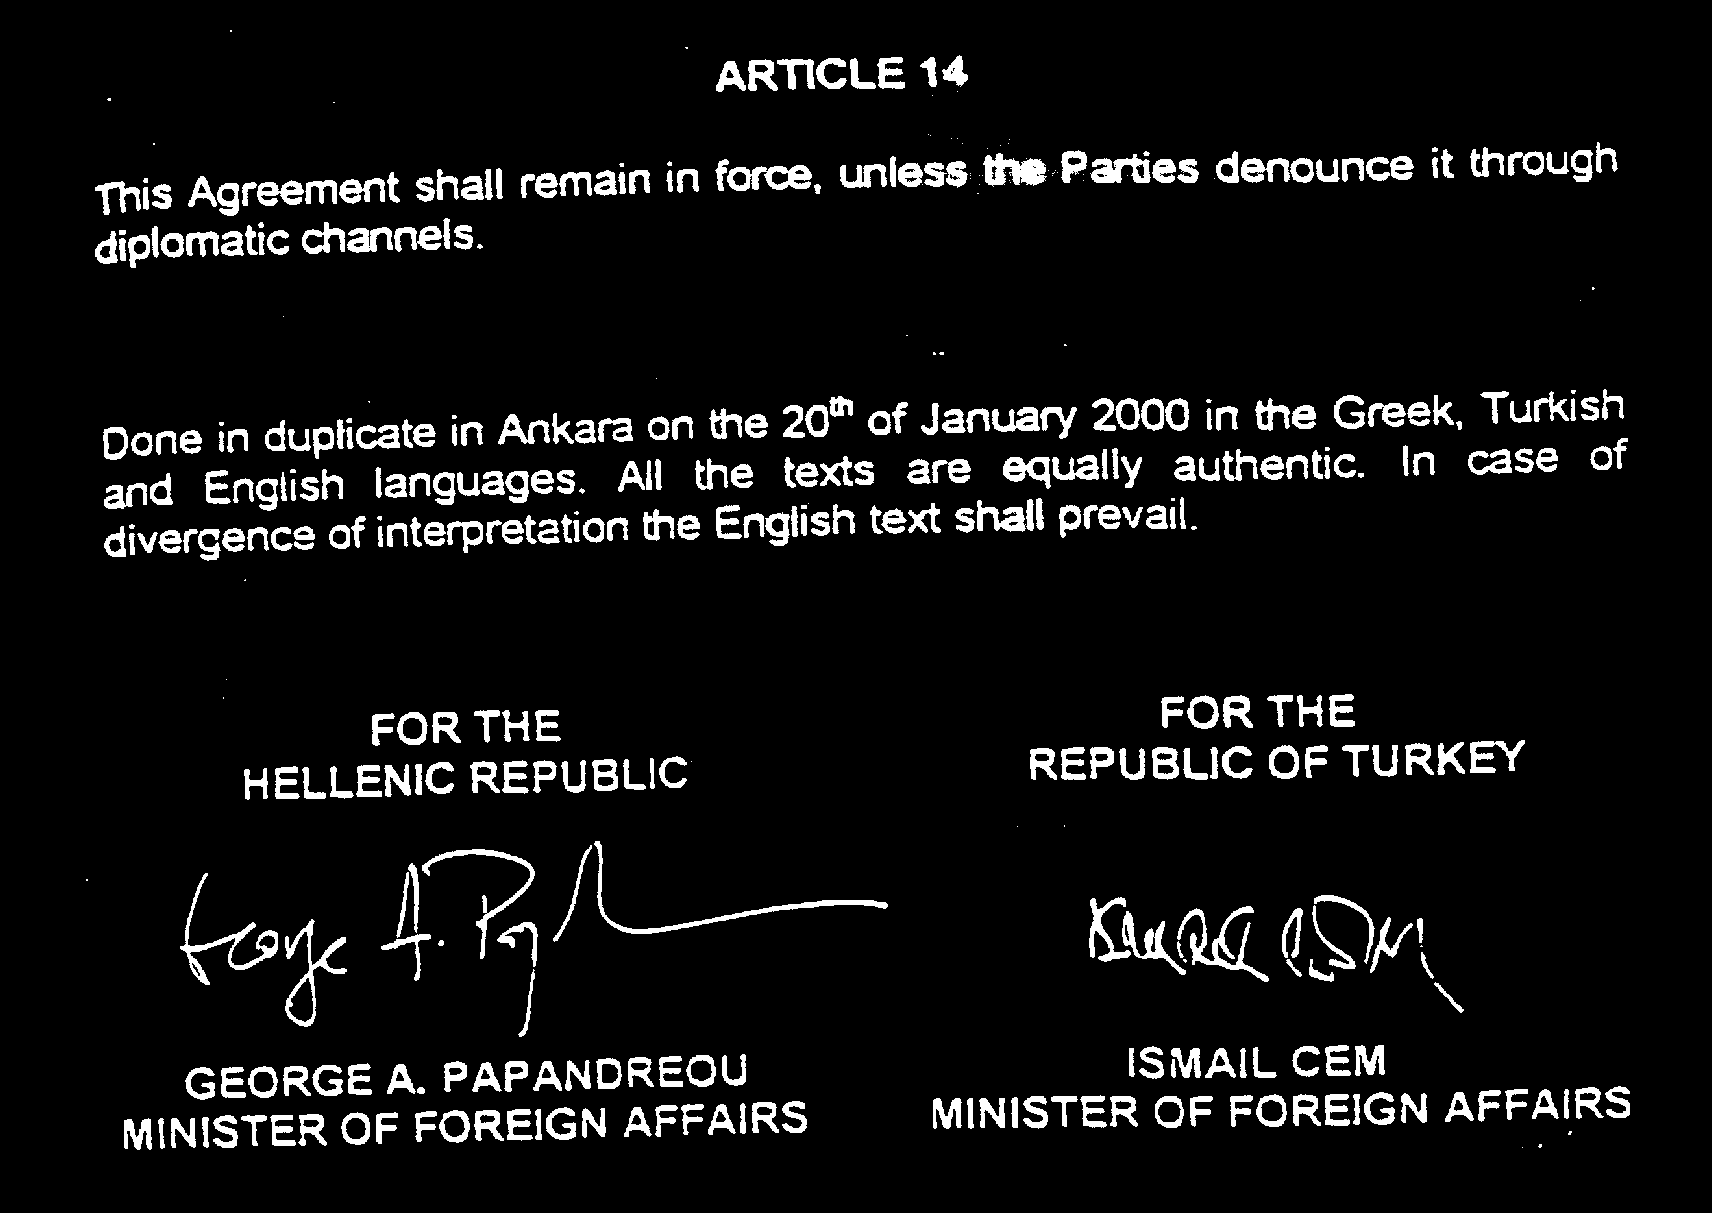 ARTICLE 14
This Agreement shall remain in force, unless the Parties denounce it through
diplomatic channels.
Done in duplicate in Ankara on the 20th of January 2000 in the Greek, Turkish
and English languages. All the texts are equally authentic. In case of
divergence of interpretation the English text shall prevail.
FOR THE
HELLENIC REPUBLIC
FOR THE
REPUBLIC OF TURKEY
George A. Pap
GEORGE A. PAPANDREOU
MINISTER OF FOREIGN AFFAIRS
ISMAIL CEM
MINISTER OF FOREIGN AFFAIRS